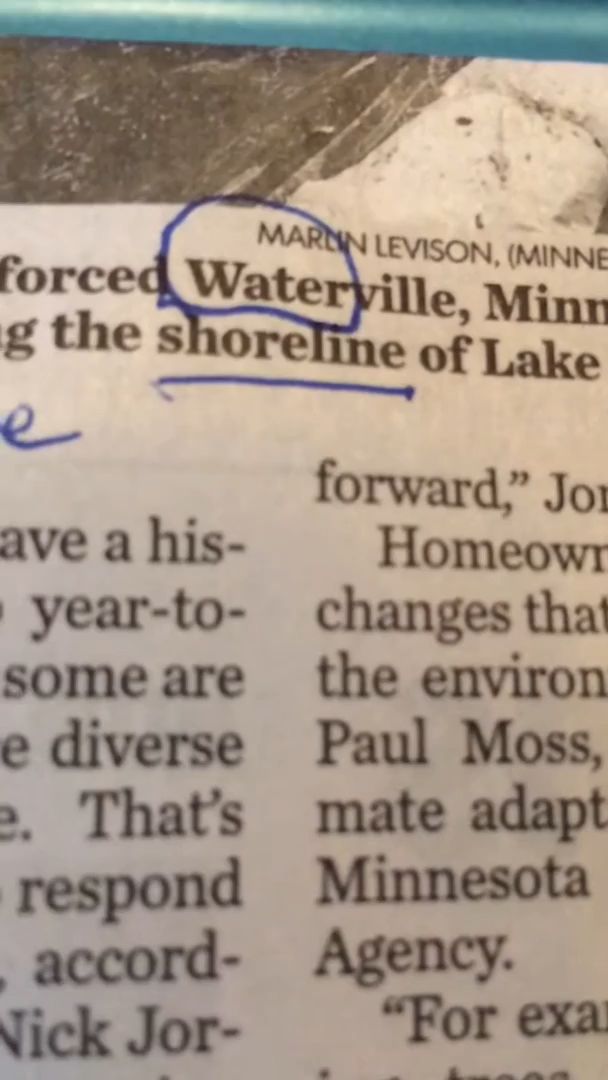 MARLIN LEVISON, (MINNE
forced Waterville, Minn
g the shoreline of Lake
e
ave a his-
year-to-
some are
e diverse
e. That's
respond
, accord-
Nick Jor-
forward,” Jor
Homeown
changes that
the environ
Paul Moss,
mate adapt
Minnesota
Agency.
“For exa
trees